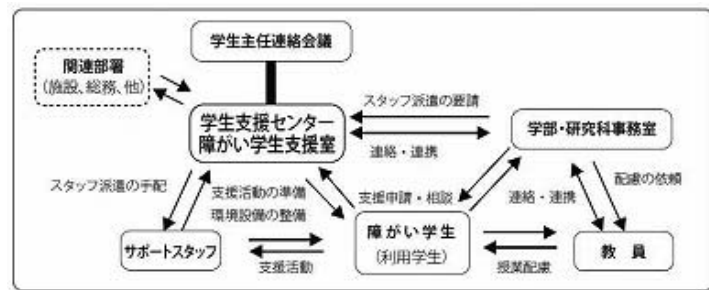 学生主任連絡会議
関連部署
(施設、総務、他)
スタッフ派遣の要請
学生支援センター
障がい学生支援室
学部・研究科事務室
連絡・連携
配慮の依頼
スタッフ派遣の手配
支援活動の準備
環境設備の整備
支援申請・相談
連絡・連携
サポートスタッフ
支援活動
障がい学生
(利用学生)
授業配慮
教 員